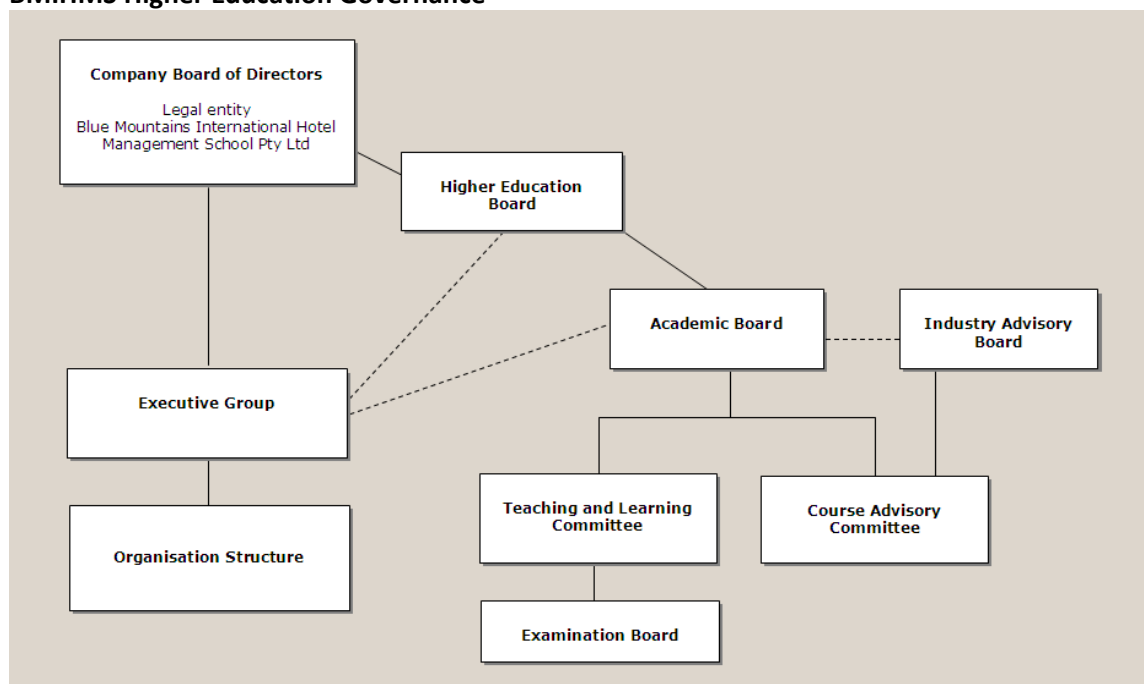 BMIHMS Higher Education Governance
Company Board of Directors
Legal entity
Blue Mountains International Hotel
Management School Pty Ltd
Higher Education
Board
Academic Board
Industry Advisory
Board
Executive Group
Teaching and Learning
Committee
Course Advisory
Committee
Organisation Structure
Examination Board